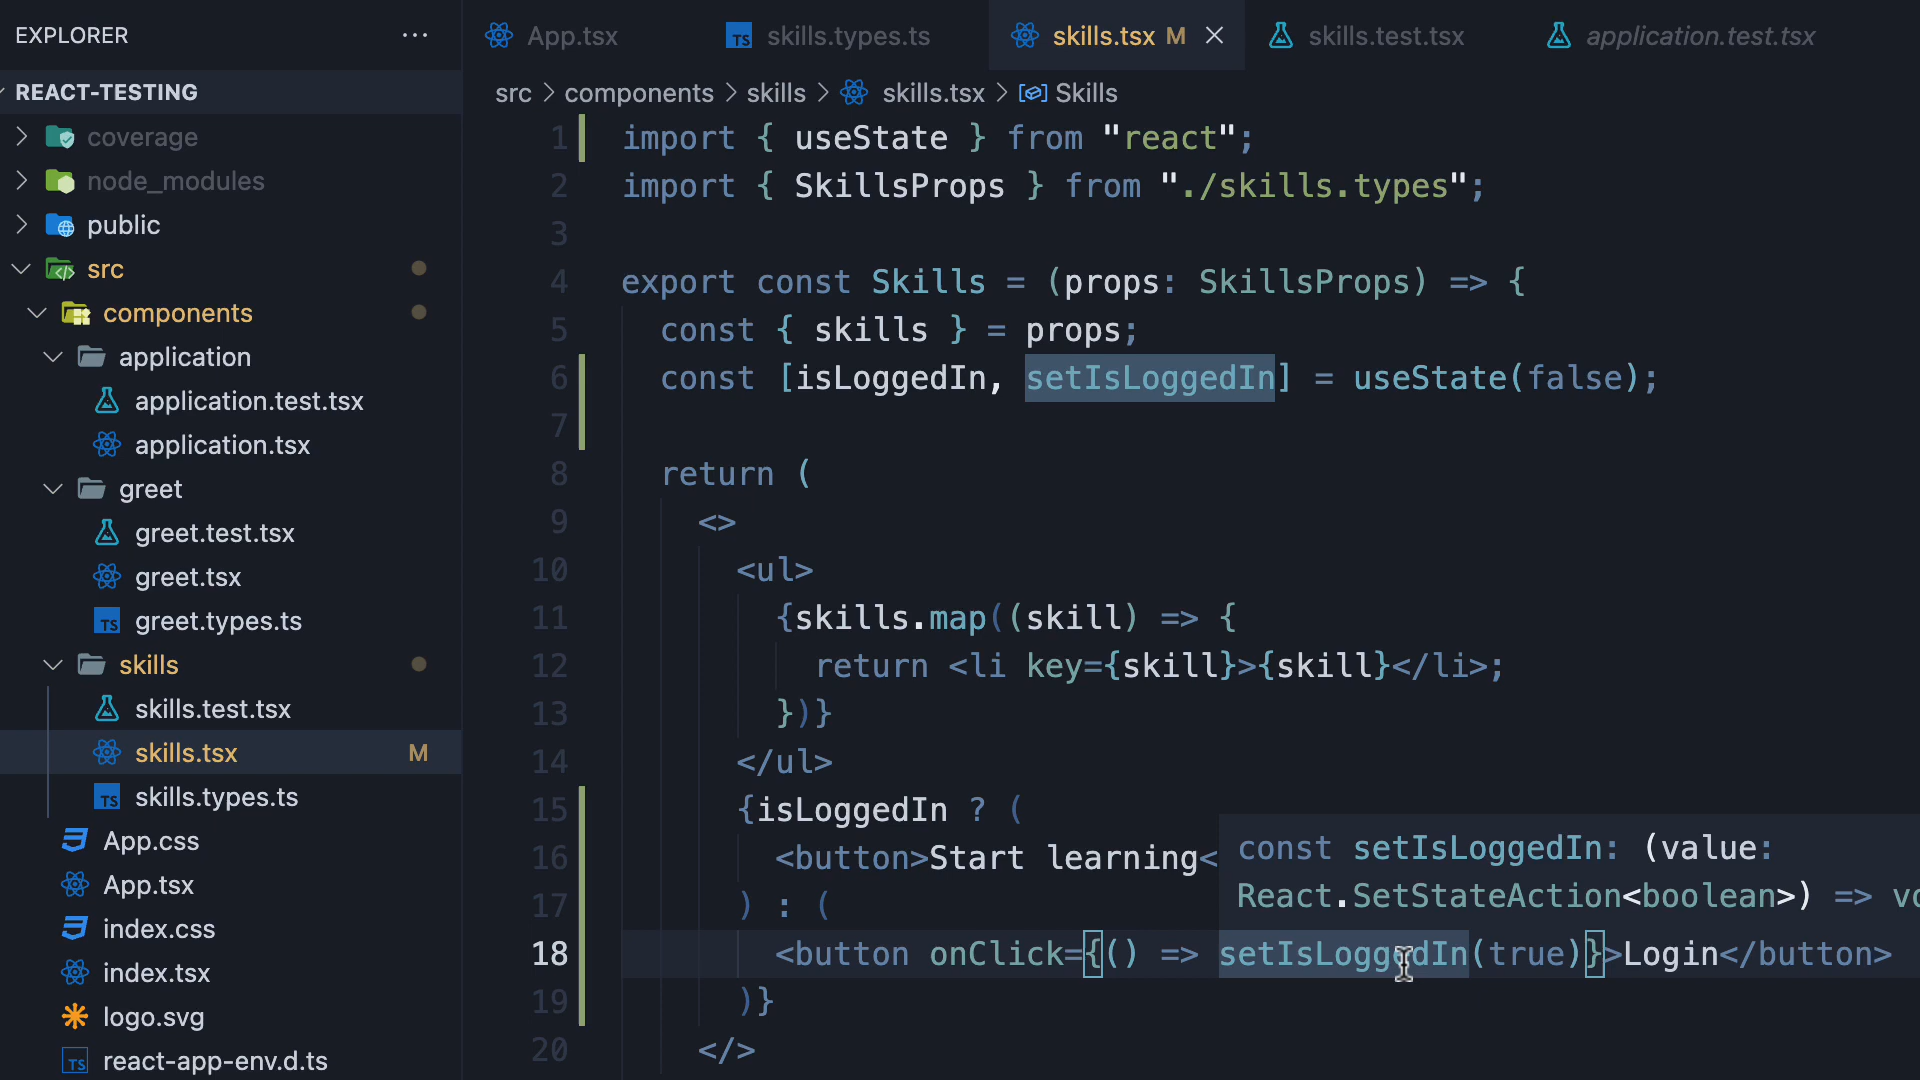 EXPLORER
REACT-TESTING
coverage
node_modules
public
src
components
application
application.test.tsx
application.tsx
greet
greet.test.tsx
greet.tsx
greet.types.ts
skills
skills.test.tsx
skills.tsx M
skills.types.ts
App.css
App.tsx
index.css
index.tsx
logo.svg
react-app-env.d.ts
App.tsx skills.types.ts skills.tsx M skills.test.tsx application.test.tsx
src > components > skills > skills.tsx > Skills
1 import { useState } from "react";
2 import { SkillsProps } from "./skills.types";
3
4 export const Skills = (props: SkillsProps) => {
5 const { skills } = props;
6 const [isLoggedIn, setIsLoggedIn] = useState(false);
7
8 return (
9 <>
10 <ul>
11 {skills.map((skill) => {
12 return <li key={skill}>{skill}</li>;
13 })}
14 </ul>
15 {isLoggedIn ? (
16 <button>Start learning<
17 ) : (
18 <button onClick={() => setIsLoggedIn(true)}>Login</button>
19 )}
20 </>
const setIsLoggedIn: (value:
React.SetStateAction<boolean>) => vo